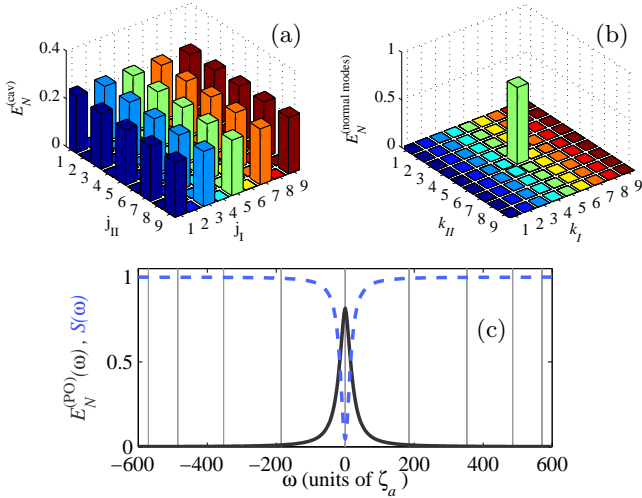 (a)
E_N^(cav)
0.4
0.2
0
1 2 3 4 5 6 7 8 9
j_II
1 2 3 4 5 6 7 8 9
j_I
(b)
E_N^(normal modes)
1
0.5
0
1 2 3 4 5 6 7 8 9
k_II
1 2 3 4 5 6 7 8 9
k_I
(c)
E_N^(PO)(ω) , S(ω)
1
0.5
0
−600 −400 −200 0 200 400 600
ω (units of ζ_a)